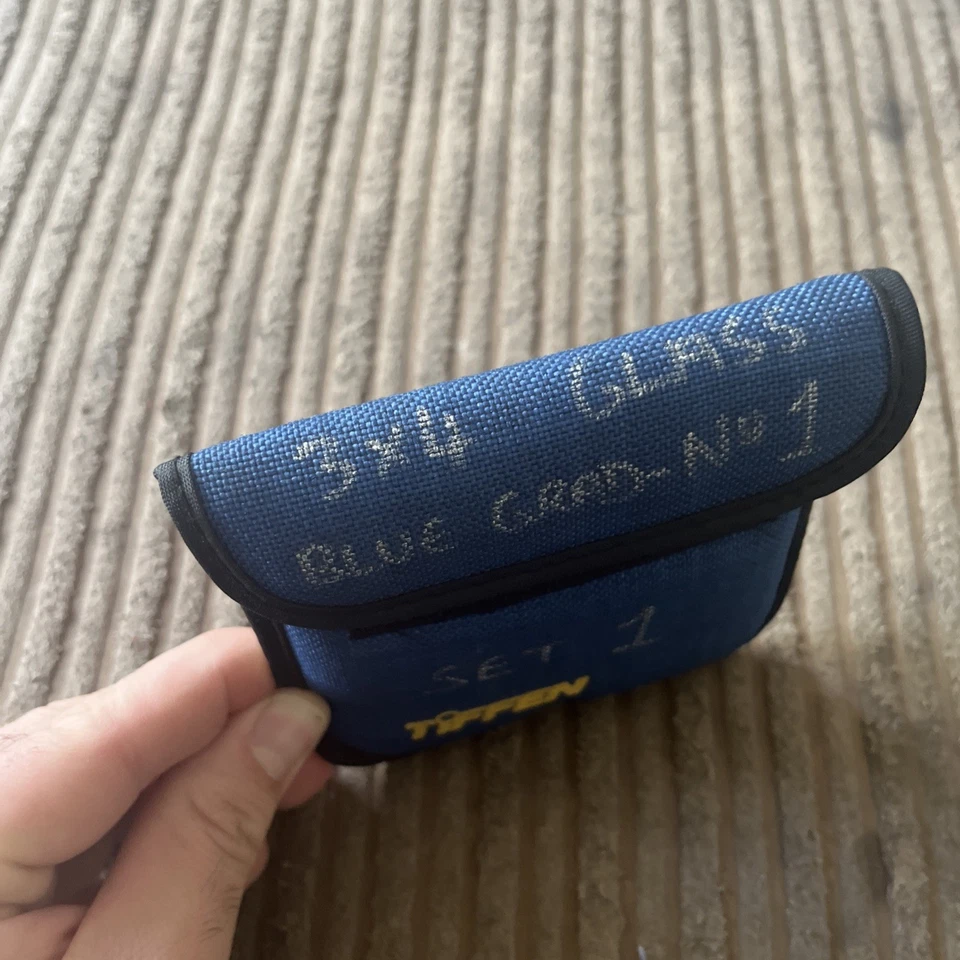 3x4 GLASS
BLUE GRAD-Nº 1
SET 1
TiFFEN